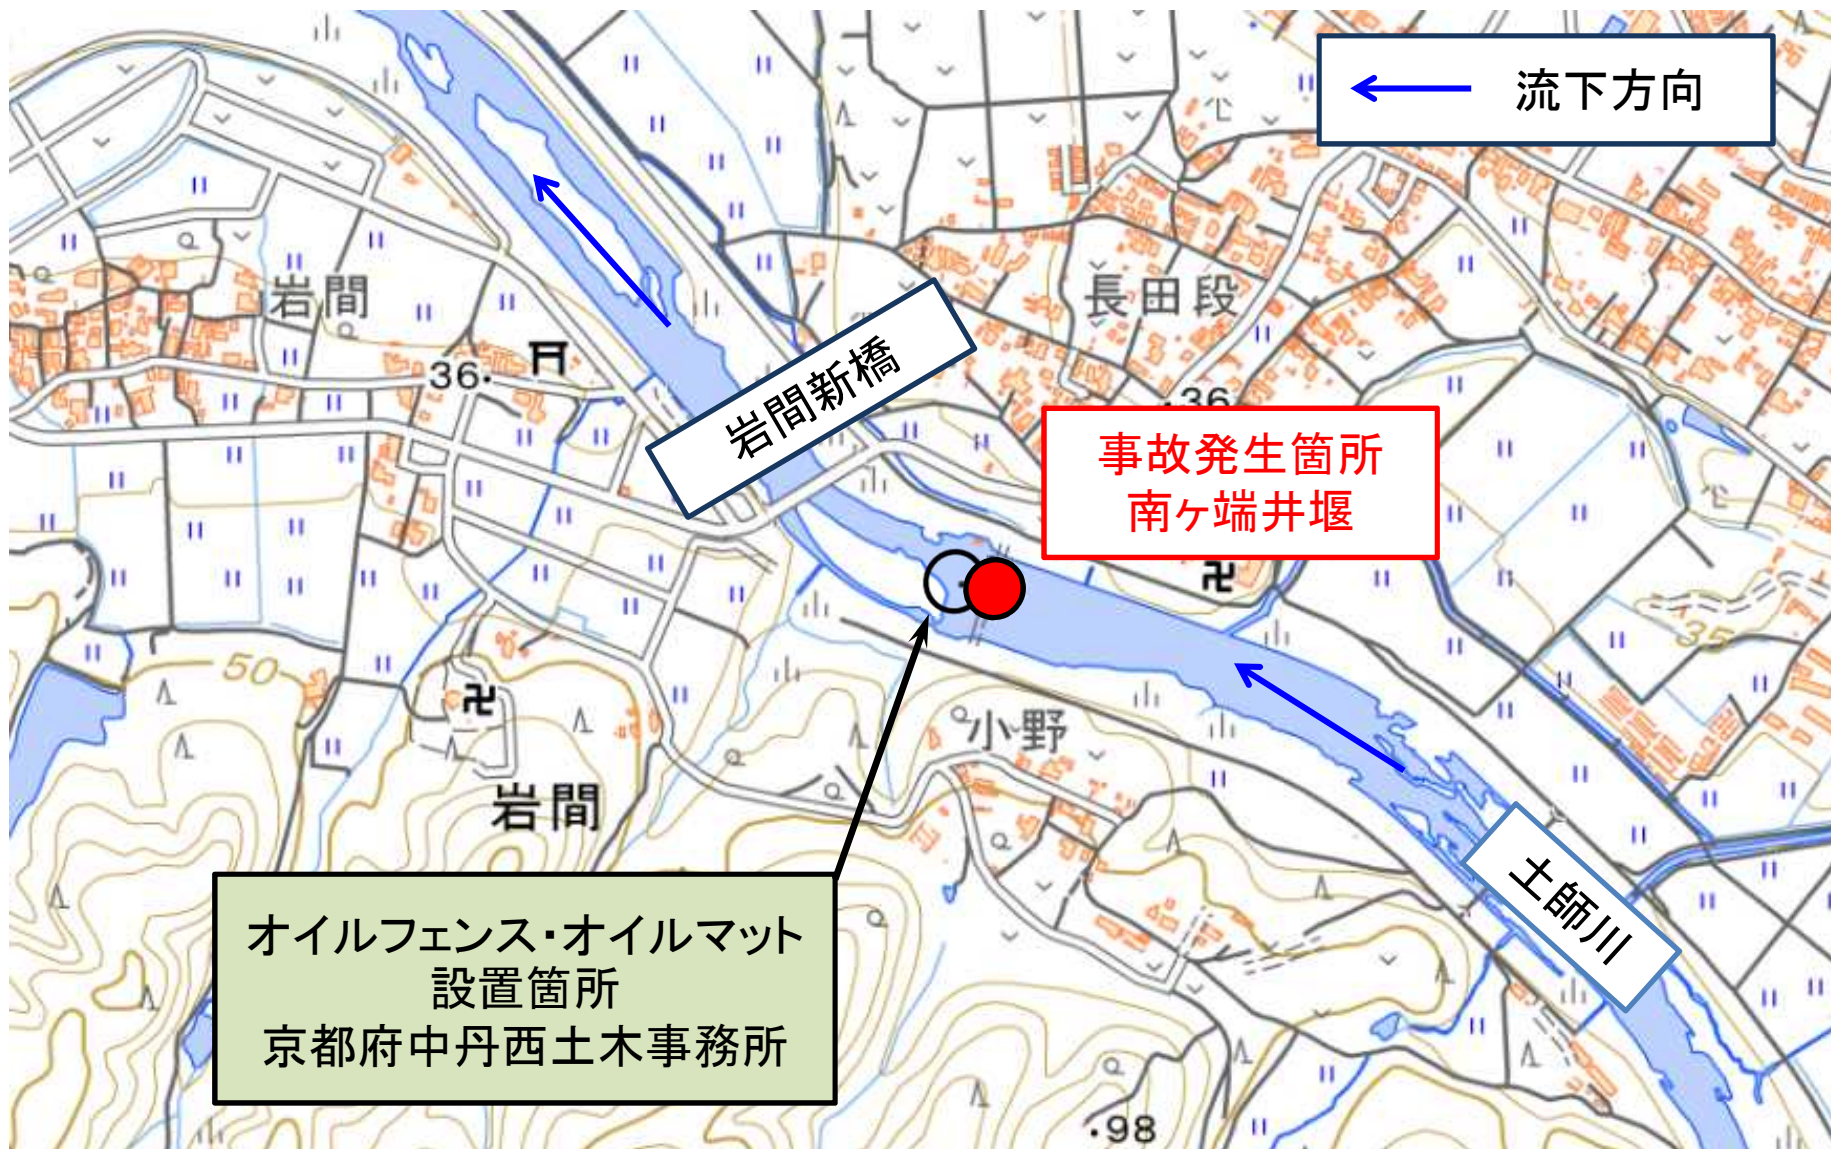 流下方向
岩間
長田段
岩間新橋
36
36
事故発生箇所
南ヶ端井堰
35
50
小野
岩間
土師川
オイルフェンス・オイルマット
設置箇所
京都府中丹西土木事務所
98